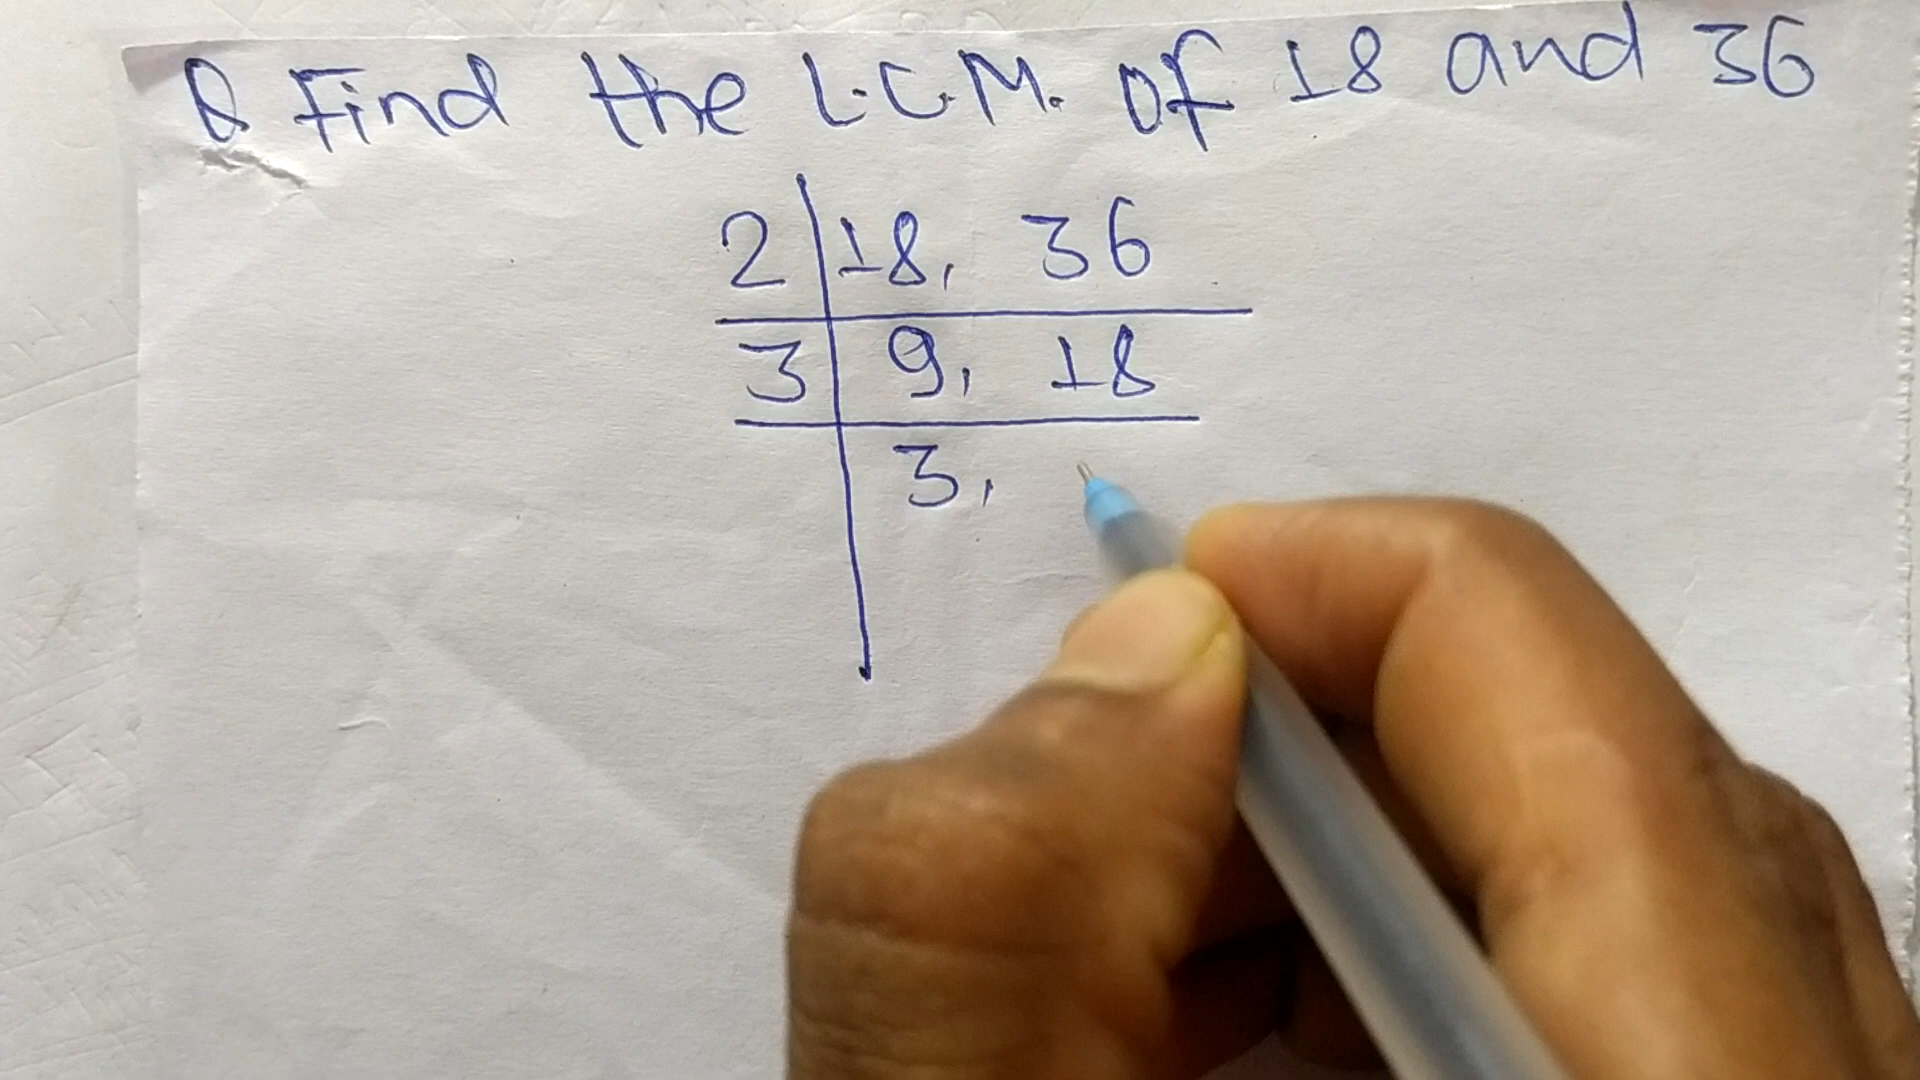 Q Find the L.C.M. of 18 and 36
2 18, 36
3 9, 18
3,